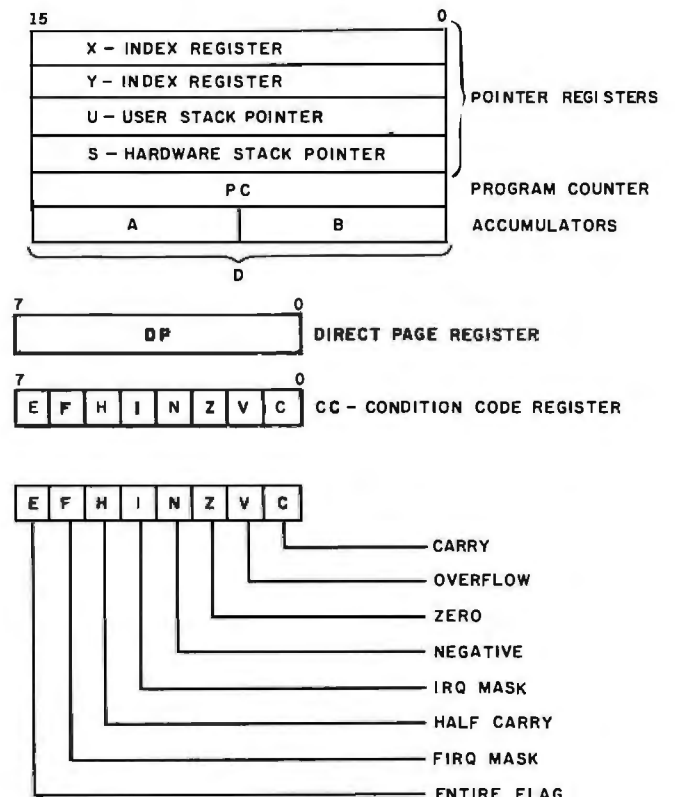 15 0
X – INDEX REGISTER
Y – INDEX REGISTER
U – USER STACK POINTER
S – HARDWARE STACK POINTER
POINTER REGISTERS
PC PROGRAM COUNTER
A B ACCUMULATORS
D
7 0
DP DIRECT PAGE REGISTER
7 0
E F H I N Z V C CC – CONDITION CODE REGISTER
E F H I N Z V C
CARRY
OVERFLOW
ZERO
NEGATIVE
IRQ MASK
HALF CARRY
FIRQ MASK
ENTIRE FLAG